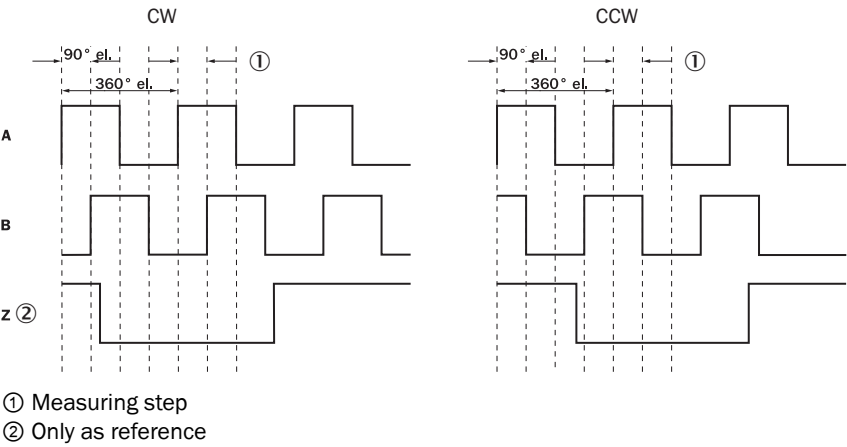 CW
CCW
90° el.
①
90° el.
①
360° el.
360° el.
A
B
Z ②
① Measuring step
② Only as reference